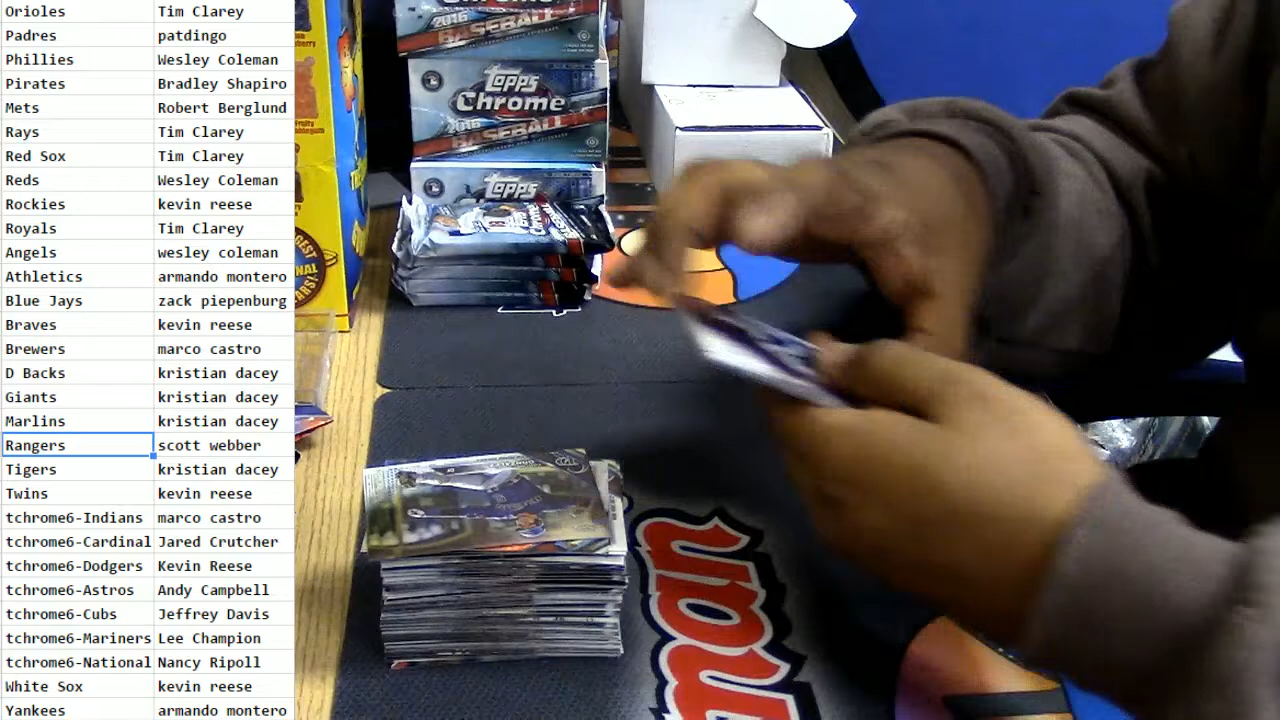 Orioles Tim Clarey
Padres patdingo
Phillies Wesley Coleman
Pirates Bradley Shapiro
Mets Robert Berglund
Rays Tim Clarey
Red Sox Tim Clarey
Reds Wesley Coleman
Rockies kevin reese
Royals Tim Clarey
Angels wesley coleman
Athletics armando montero
Blue Jays zack piepenburg
Braves kevin reese
Brewers marco castro
D Backs kristian dacey
Giants kristian dacey
Marlins kristian dacey
Rangers scott webber
Tigers kristian dacey
Twins kevin reese
tchrome6-Indians marco castro
tchrome6-Cardinal Jared Crutcher
tchrome6-Dodgers Kevin Reese
tchrome6-Astros Andy Campbell
tchrome6-Cubs Jeffrey Davis
tchrome6-Mariners Lee Champion
tchrome6-National Nancy Ripoll
White Sox kevin reese
Yankees armando montero
Chrome
2016
BASEBALL
Topps
Chrome
2016
BASEBALL
Topps